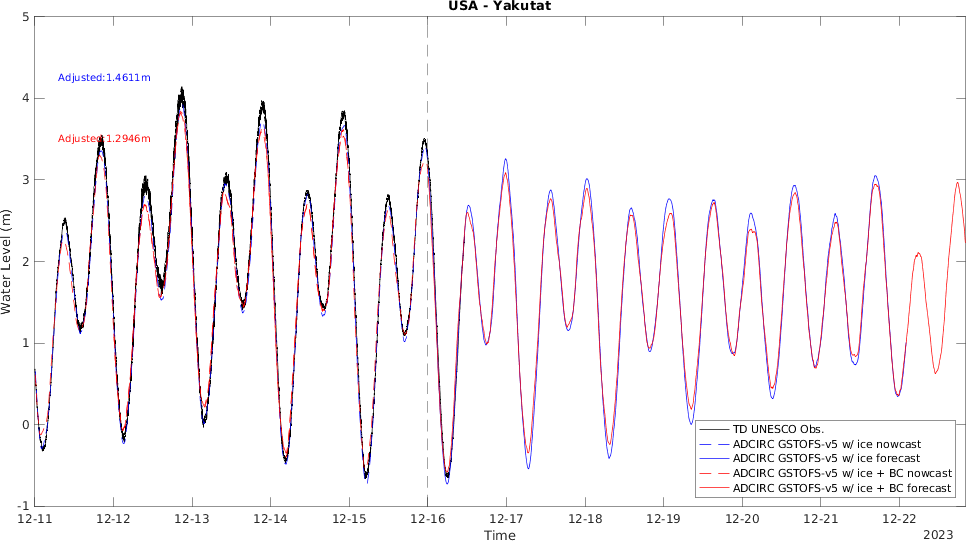 USA - Yakutat
5
4
3
2
1
0
-1
Water Level (m)
Adjusted:1.4611m
Adjusted:1.2946m
TD UNESCO Obs.
ADCIRC GSTOFS-v5 w/ ice nowcast
ADCIRC GSTOFS-v5 w/ ice forecast
ADCIRC GSTOFS-v5 w/ ice + BC nowcast
ADCIRC GSTOFS-v5 w/ ice + BC forecast
12-11 12-12 12-13 12-14 12-15 12-16 12-17 12-18 12-19 12-20 12-21 12-22
Time
2023